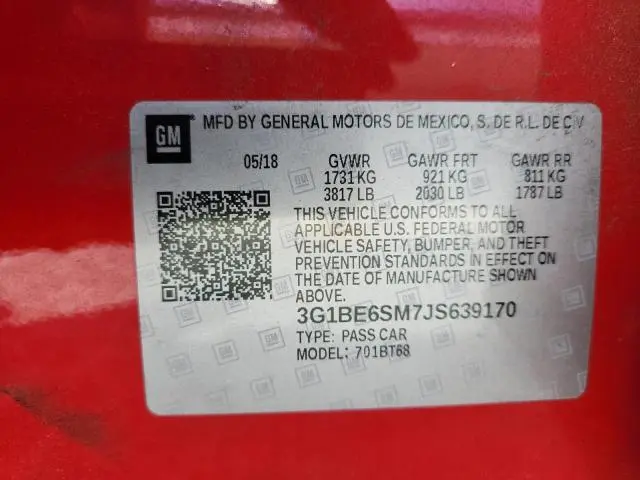 GM MFD BY GENERAL MOTORS DE MEXICO, S. DE R.L. DE C.V
05/18 GVWR GAWR FRT GAWR RR
1731 KG 921 KG 811 KG
3817 LB 2030 LB 1787 LB
THIS VEHICLE CONFORMS TO ALL
APPLICABLE U.S. FEDERAL MOTOR
VEHICLE SAFETY, BUMPER, AND THEFT
PREVENTION STANDARDS IN EFFECT ON
THE DATE OF MANUFACTURE SHOWN
ABOVE.
3G1BE6SM7JS639170
TYPE: PASS CAR
MODEL: 701BT68